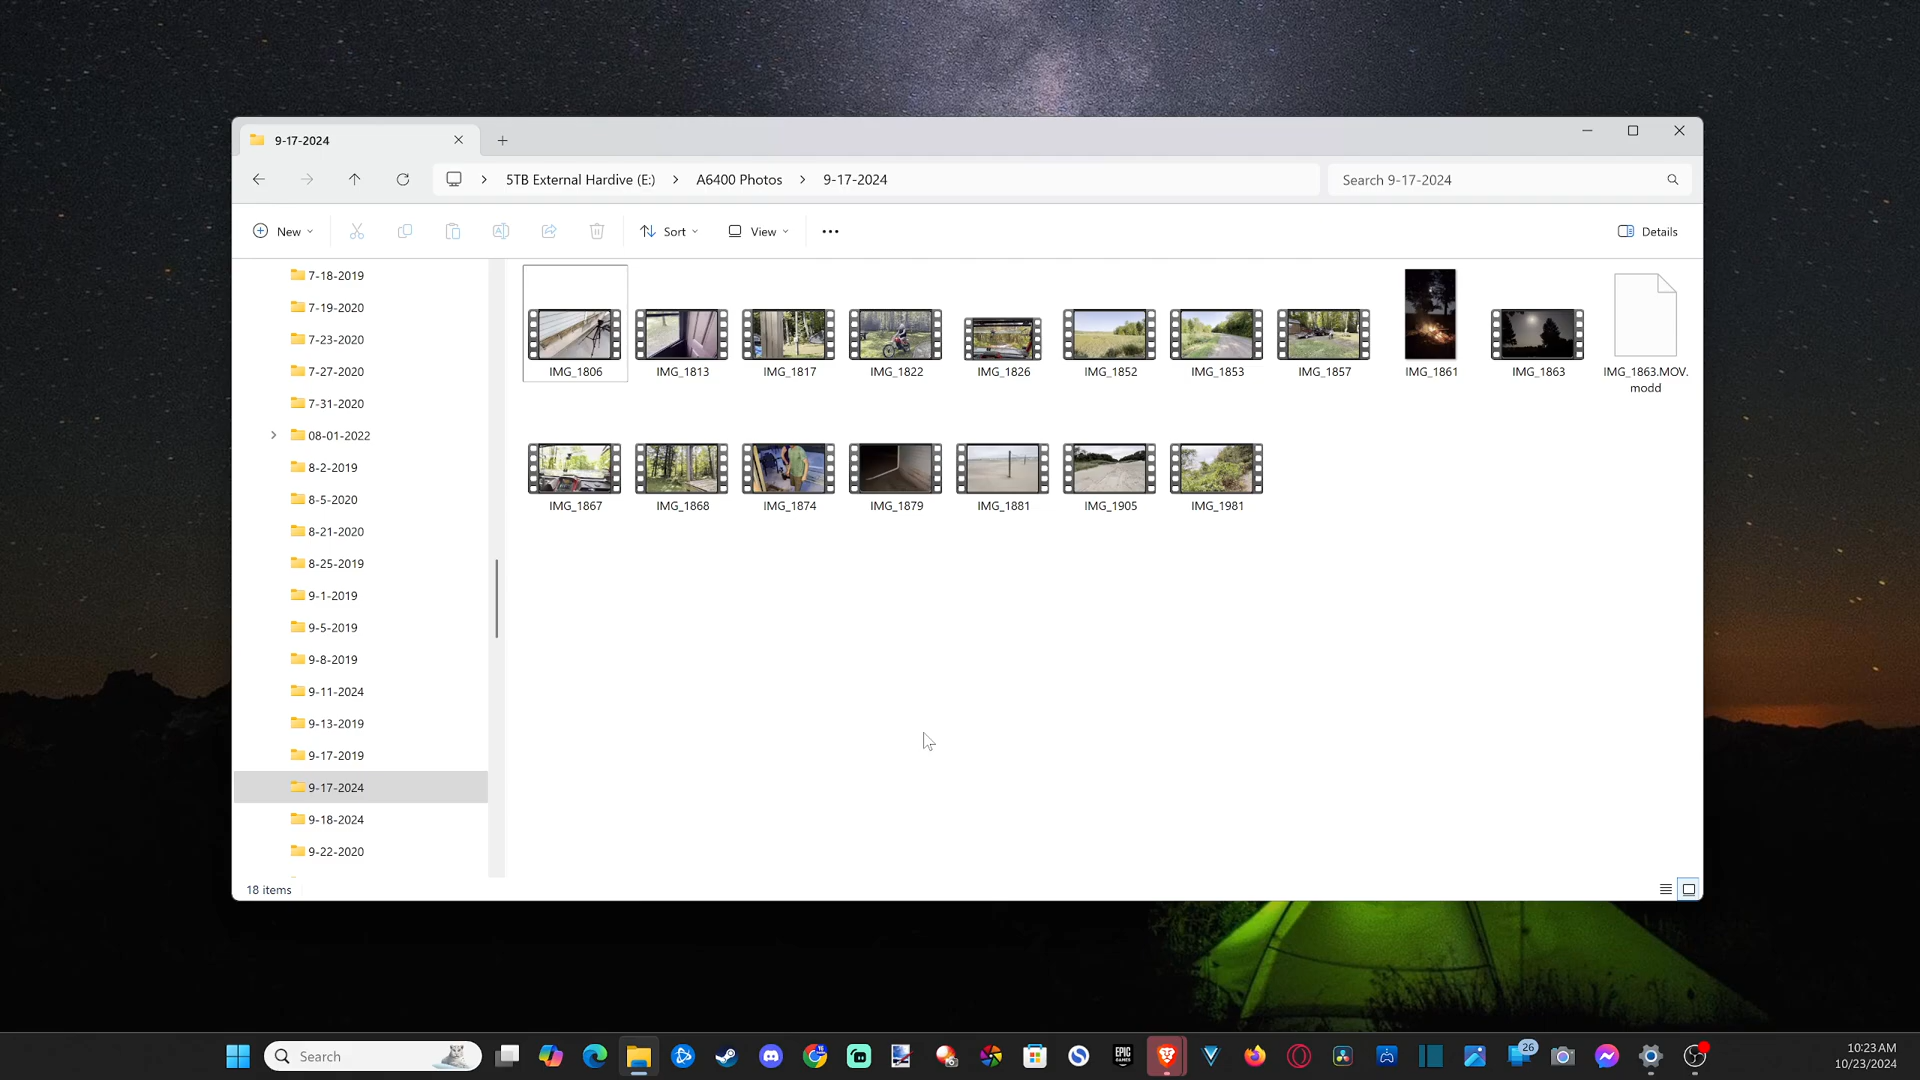 9-17-2024
5TB External Hardive (E:) A6400 Photos 9-17-2024
Search 9-17-2024
New Sort View Details
7-18-2019
7-19-2020
7-23-2020
7-27-2020
7-31-2020
08-01-2022
8-2-2019
8-5-2020
8-21-2020
8-25-2019
9-1-2019
9-5-2019
9-8-2019
9-11-2024
9-13-2019
9-17-2019
9-17-2024
9-18-2024
9-22-2020
IMG_1806 IMG_1813 IMG_1817 IMG_1822 IMG_1826 IMG_1852 IMG_1853 IMG_1857 IMG_1861 IMG_1863 IMG_1863.MOV.
modd
IMG_1867 IMG_1868 IMG_1874 IMG_1879 IMG_1881 IMG_1905 IMG_1981
18 items
Search
EPIC
GAMES
26
10:23 AM
10/23/2024